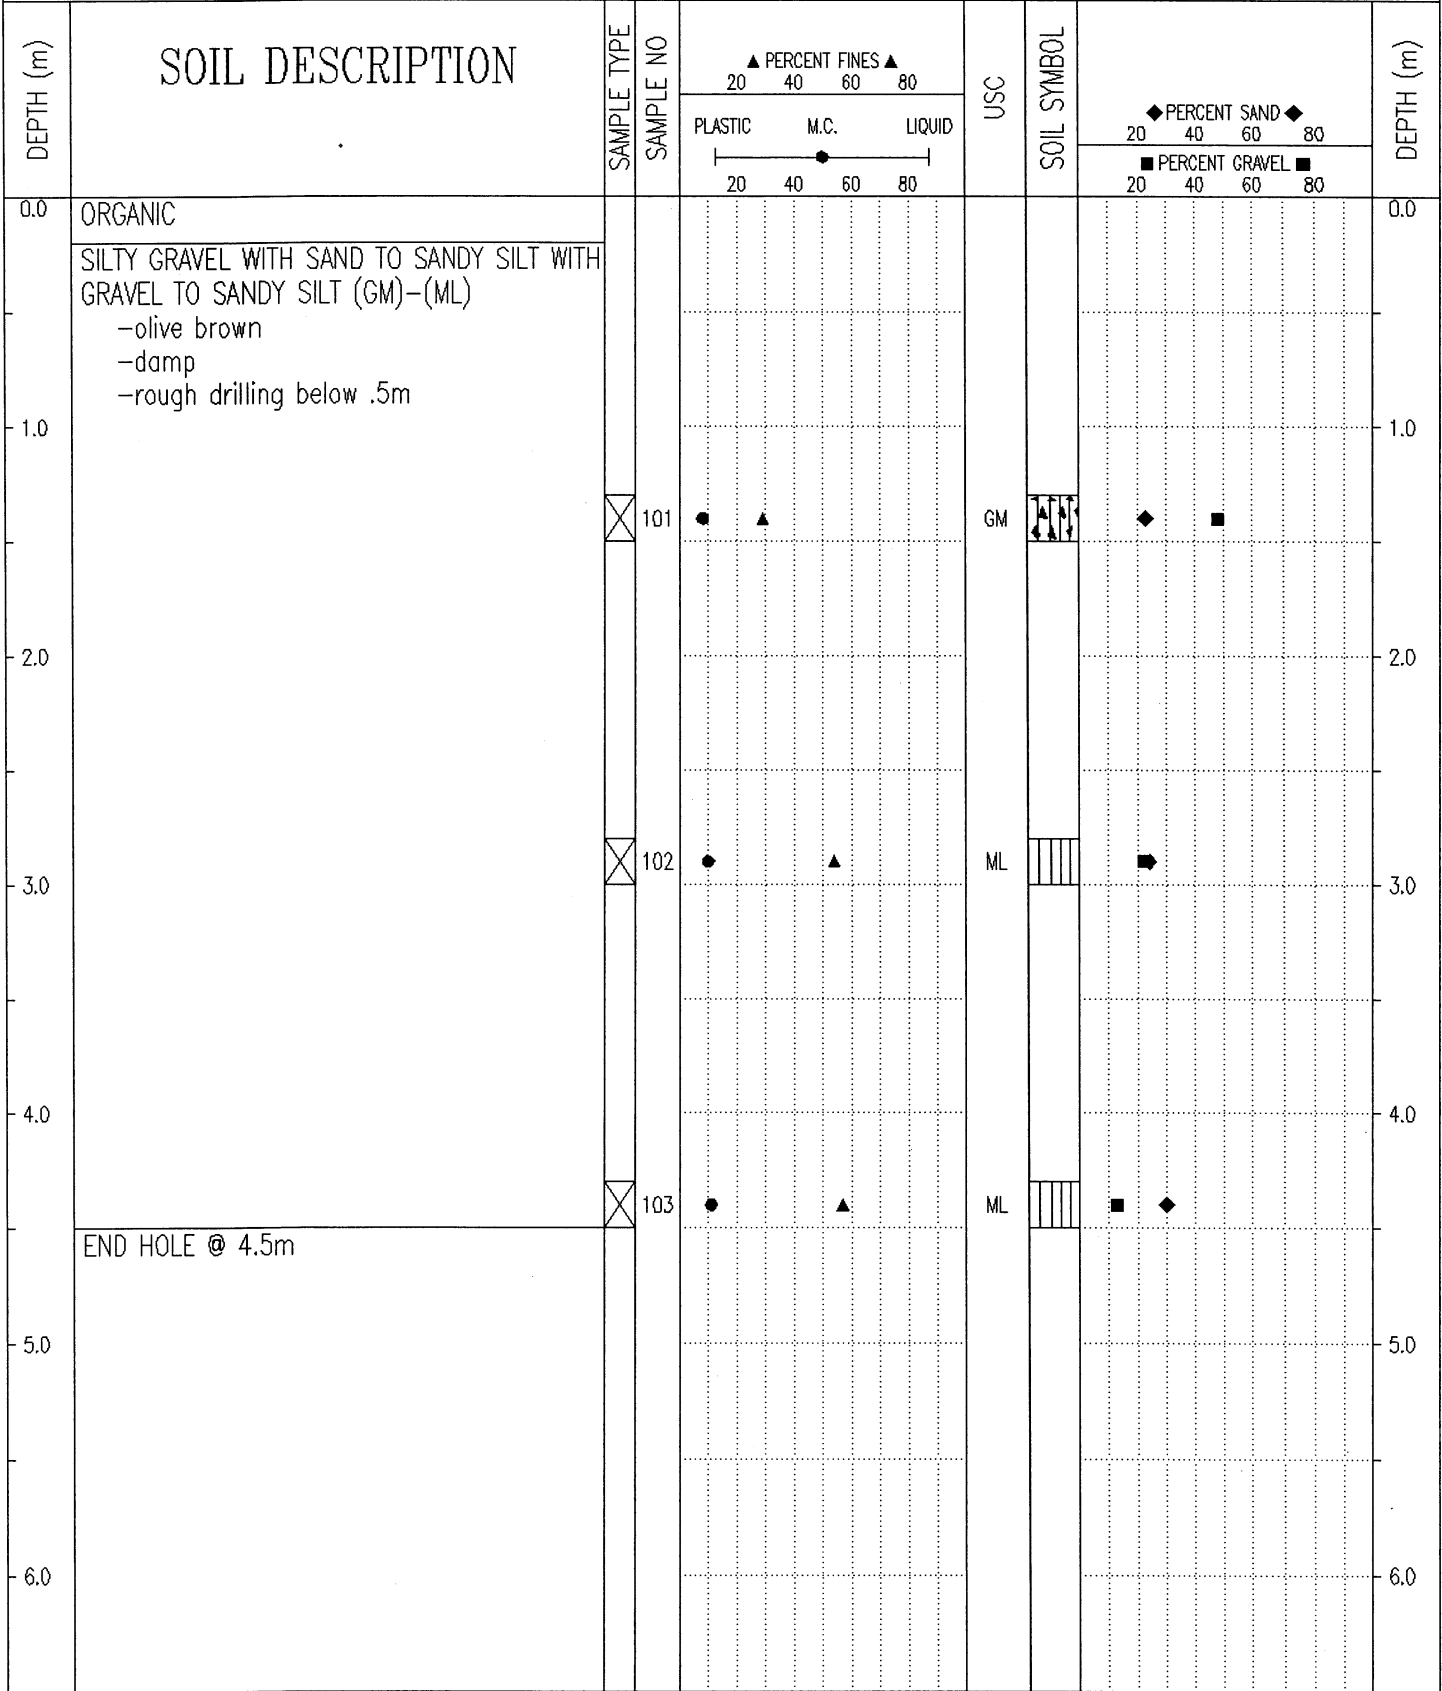 DEPTH (m)
SOIL DESCRIPTION
SAMPLE TYPE
SAMPLE NO
▲ PERCENT FINES ▲
20 40 60 80
PLASTIC M.C. LIQUID
20 40 60 80
USC
SOIL SYMBOL
◆PERCENT SAND◆
20 40 60 80
■ PERCENT GRAVEL ■
20 40 60 80
DEPTH (m)
0.0 ORGANIC 0.0
SILTY GRAVEL WITH SAND TO SANDY SILT WITH
GRAVEL TO SANDY SILT (GM)-(ML)
-olive brown
-damp
-rough drilling below .5m
1.0 1.0
101 GM
2.0 2.0
102 ML
3.0 3.0
4.0 4.0
103 ML
END HOLE @ 4.5m
5.0 5.0
6.0 6.0